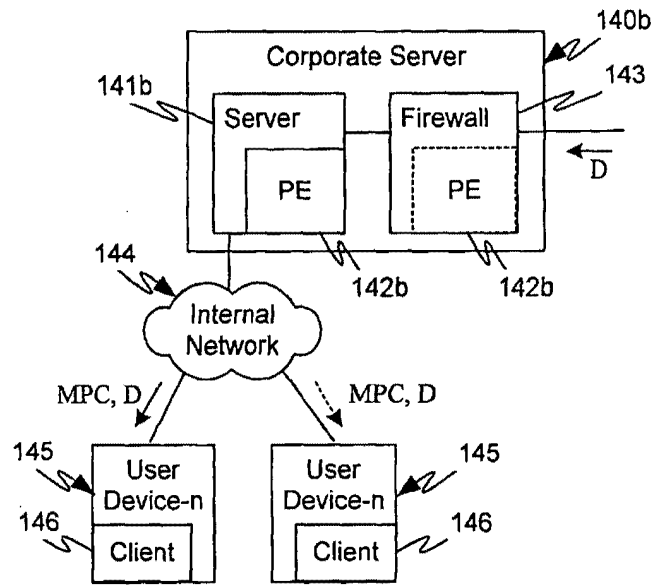 140b
Corporate Server
141b
143
Server
Firewall
D
PE
PE
144
142b
142b
Internal
Network
MPC, D
MPC, D
145
User
Device-n
User
Device-n
145
146
Client
Client
146